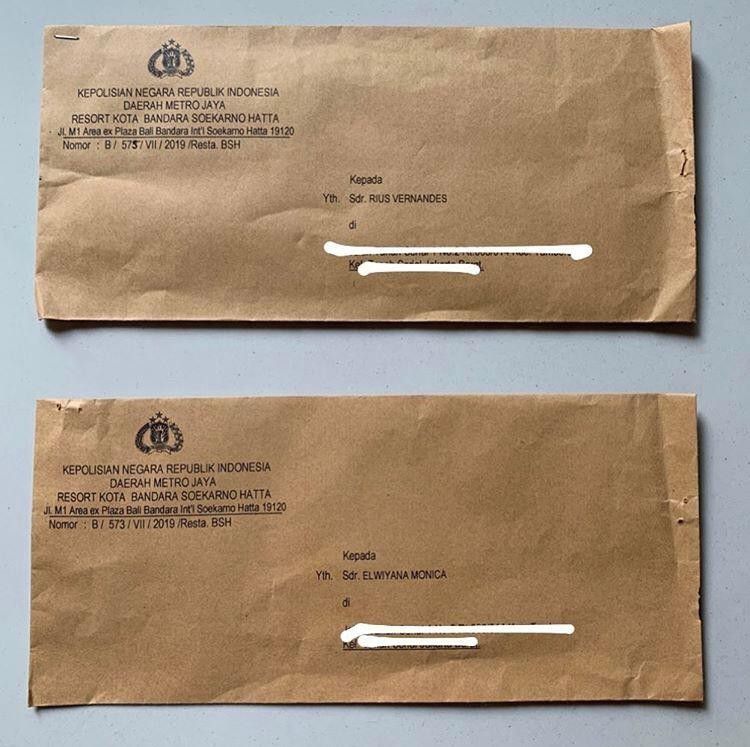 KEPOLISIAN NEGARA REPUBLIK INDONESIA
DAERAH METRO JAYA
RESORT KOTA BANDARA SOEKARNO HATTA
Jl. M1 Area ex Plaza Bali Bandara Int'l Soekarno Hatta 19120
Nomor : B / 575 / VII / 2019 /Resta. BSH
Kepada
Yth. Sdr. RIUS VERNANDES
di
KEPOLISIAN NEGARA REPUBLIK INDONESIA
DAERAH METRO JAYA
RESORT KOTA BANDARA SOEKARNO HATTA
Jl. M1 Area ex Plaza Bali Bandara Int'l Soekarno Hatta 19120
Nomor : B / 573 / VII / 2019 /Resta. BSH
Kepada
Yth. Sdr. ELWIYANA MONICA
di